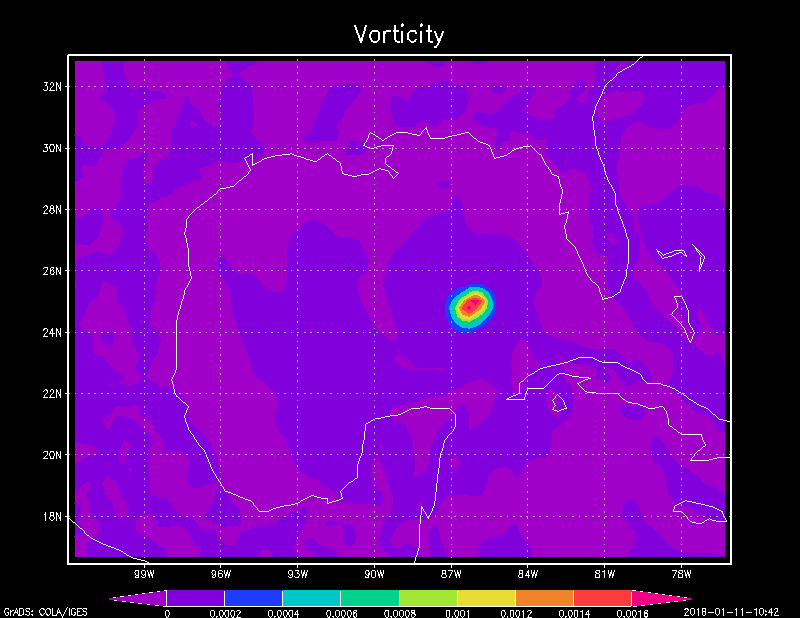 Vorticity
32N
30N
28N
26N
24N
22N
20N
18N
99W 96W 93W 90W 87W 84W 81W 78W
0 0.0002 0.0004 0.0006 0.0008 0.001 0.0012 0.0014 0.0016
GrADS: COLA/IGES 2018-01-11-10:42